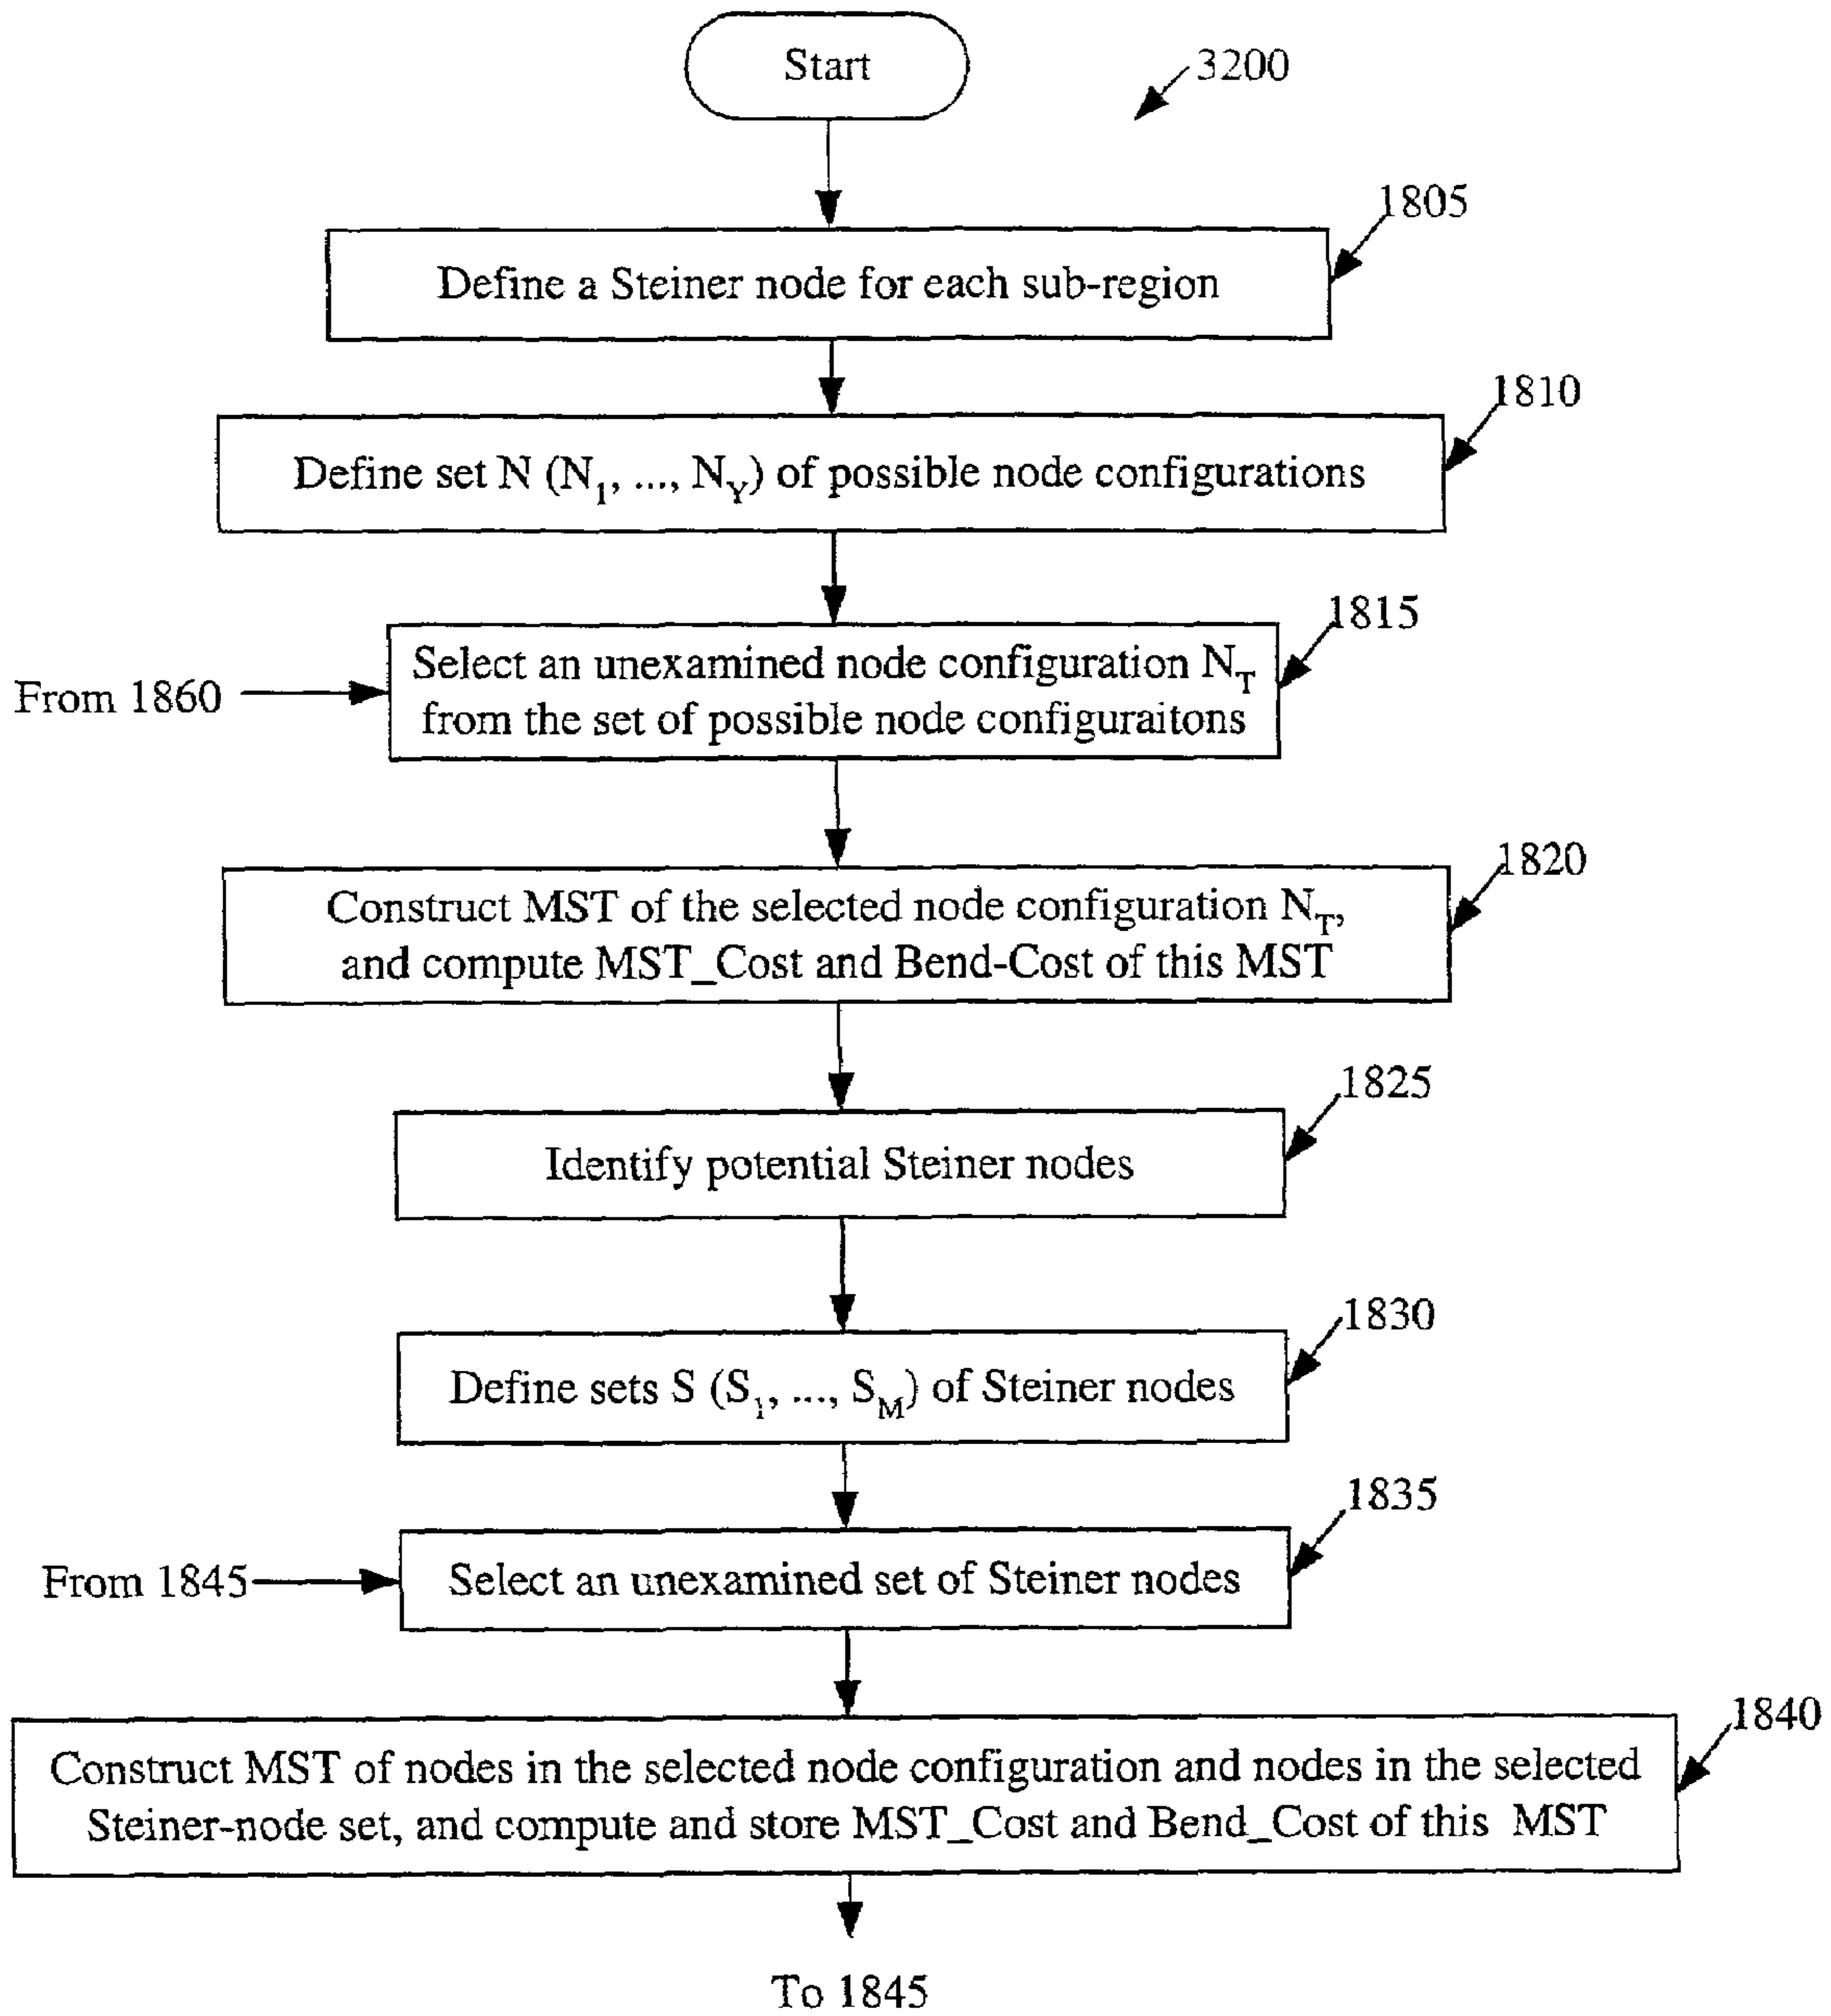 Start
3200
1805
Define a Steiner node for each sub-region
1810
Define set N (N₁, ..., N_Y) of possible node configurations
1815
Select an unexamined node configuration N_T
from the set of possible node configuraitons
From 1860
1820
Construct MST of the selected node configuration N_T,
and compute MST_Cost and Bend-Cost of this MST
1825
Identify potential Steiner nodes
1830
Define sets S (S₁, ..., S_M) of Steiner nodes
1835
From 1845
Select an unexamined set of Steiner nodes
1840
Construct MST of nodes in the selected node configuration and nodes in the selected
Steiner-node set, and compute and store MST_Cost and Bend_Cost of this MST
To 1845